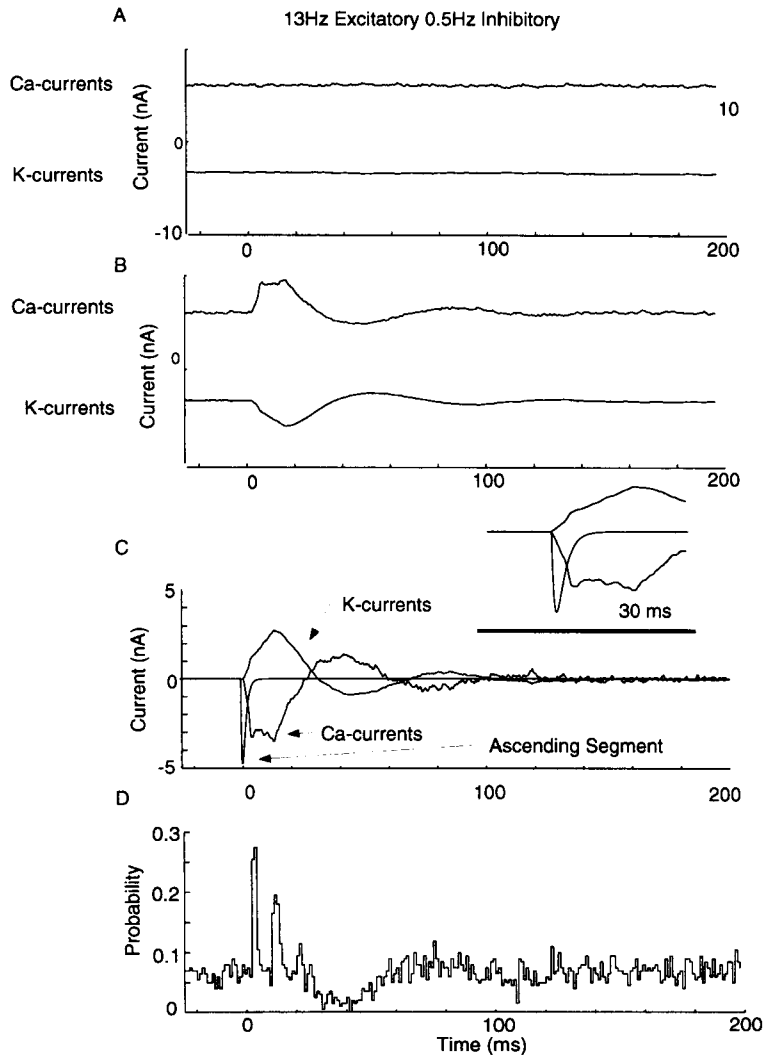 A
13Hz Excitatory 0.5Hz Inhibitory
Ca-currents
10
Current (nA)
0
K-currents
-10
0 100 200
B
Ca-currents
Current (nA)
0
K-currents
0 100 200
C
30 ms
5
K-currents
Current (nA)
0
Ca-currents
Ascending Segment
-5
0 100 200
D
0.3
0.2
Probability
0.1
0
0 100 200
Time (ms)